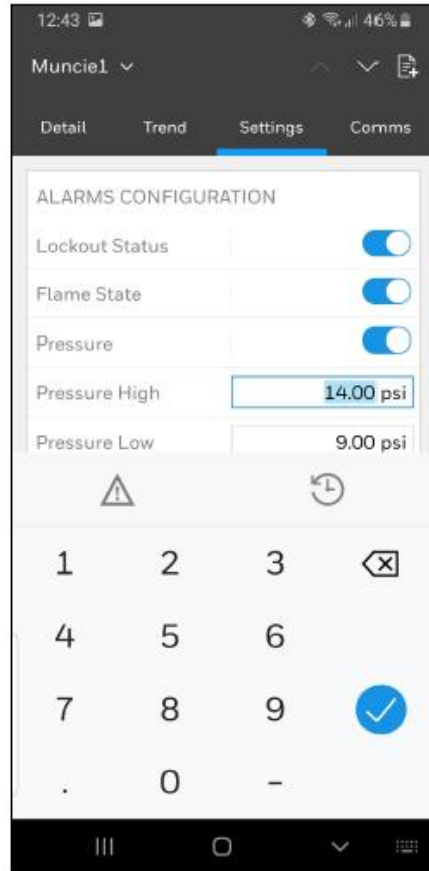 12:43 46%
Muncie1
Detail Trend Settings Comms
ALARMS CONFIGURATION
Lockout Status
Flame State
Pressure
Pressure High 14.00 psi
Pressure Low 9.00 psi
1 2 3
4 5 6
7 8 9
. 0 -